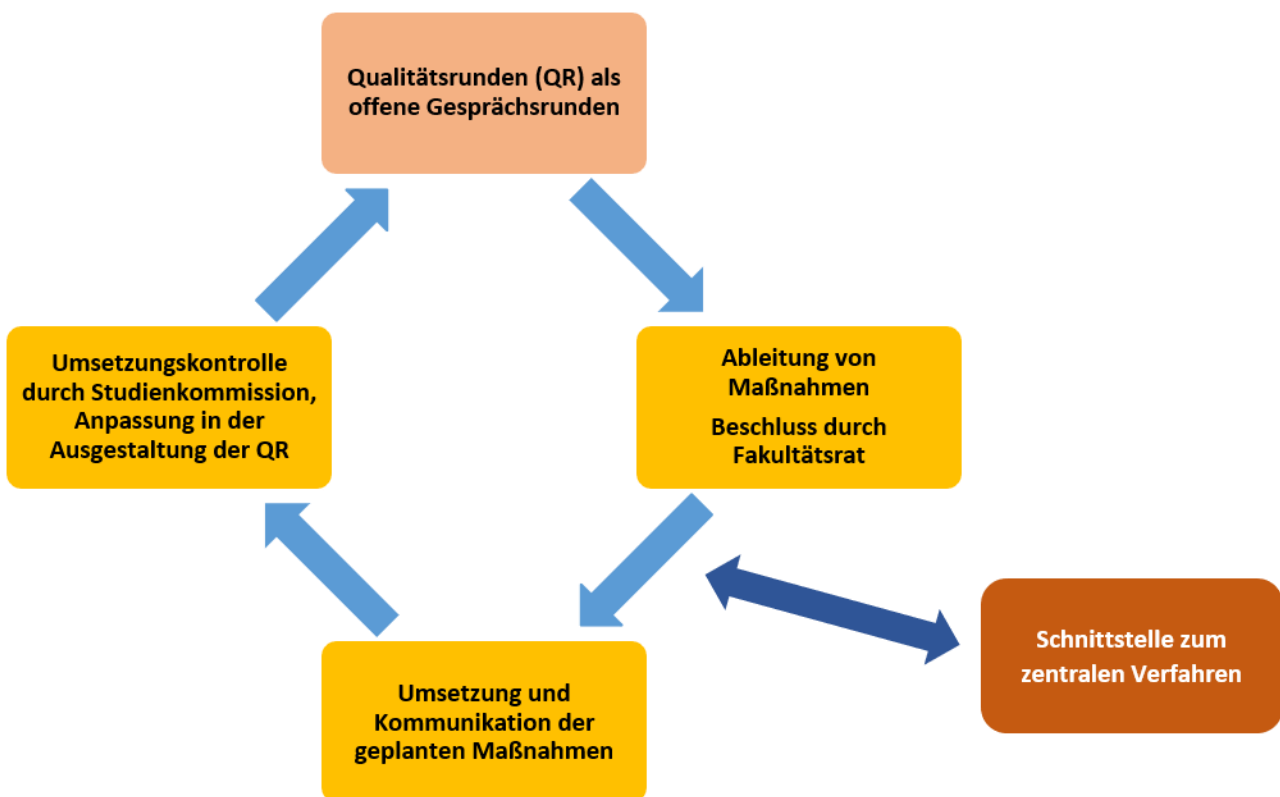 Qualitätsrunden (QR) als
offene Gesprächsrunden
Umsetzungskontrolle
durch Studienkommission,
Anpassung in der
Ausgestaltung der QR
Ableitung von
Maßnahmen
Beschluss durch
Fakultätsrat
Umsetzung und
Kommunikation der
geplanten Maßnahmen
Schnittstelle zum
zentralen Verfahren